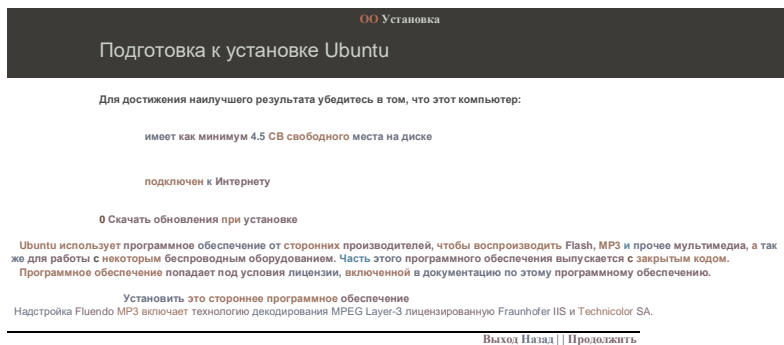 ОО Установка
Подготовка к установке Ubuntu
Для достижения наилучшего результата убедитесь в том, что этот компьютер:
имеет как минимум 4.5 СВ свободного места на диске
подключен к Интернету
0 Скачать обновления при установке
Ubuntu использует программное обеспечение от сторонних производителей, чтобы воспроизводить Flash, МРЗ и прочее мультимедиа, а так
же для работы с некоторым беспроводным оборудованием. Часть этого программного обеспечения выпускается с закрытым кодом.
Программное обеспечение попадает под условия лицензии, включенной в документацию по этому программному обеспечению.
Установить это стороннее программное обеспечение
Надстройка Fluendo МРЗ включает технологию декодирования MPEG Layer-3 лицензированную Fraunhofer IIS и Technicolor SA.
Выход Назад | | Продолжить